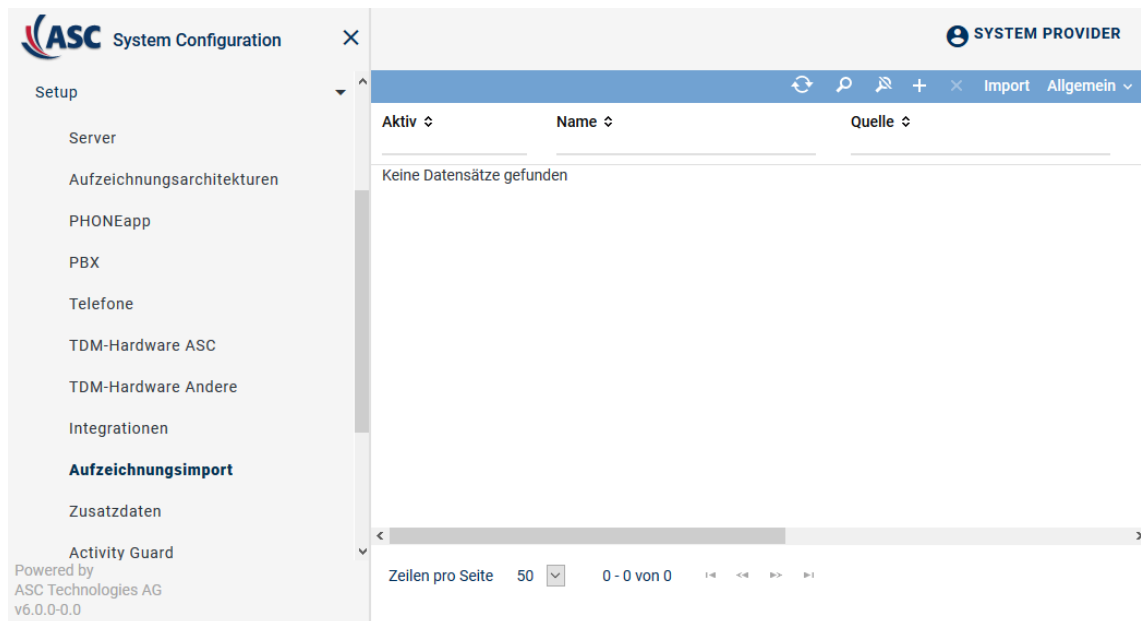 ASC System Configuration
SYSTEM PROVIDER
Setup
Import Allgemein
Server
Aufzeichnungsarchitekturen
PHONEapp
PBX
Telefone
TDM-Hardware ASC
TDM-Hardware Andere
Integrationen
Aufzeichnungsimport
Zusatzdaten
Activity Guard
Powered by
ASC Technologies AG
v6.0.0-0.0
Aktiv Name Quelle
Keine Datensätze gefunden
Zeilen pro Seite 50 0 - 0 von 0